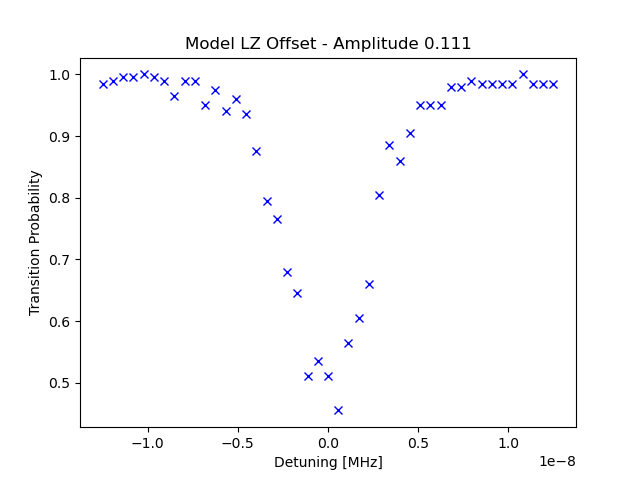 Model LZ Offset - Amplitude 0.111
Transition Probability
1.0
0.9
0.8
0.7
0.6
0.5
−1.0 −0.5 0.0 0.5 1.0
Detuning [MHz]
1e−8